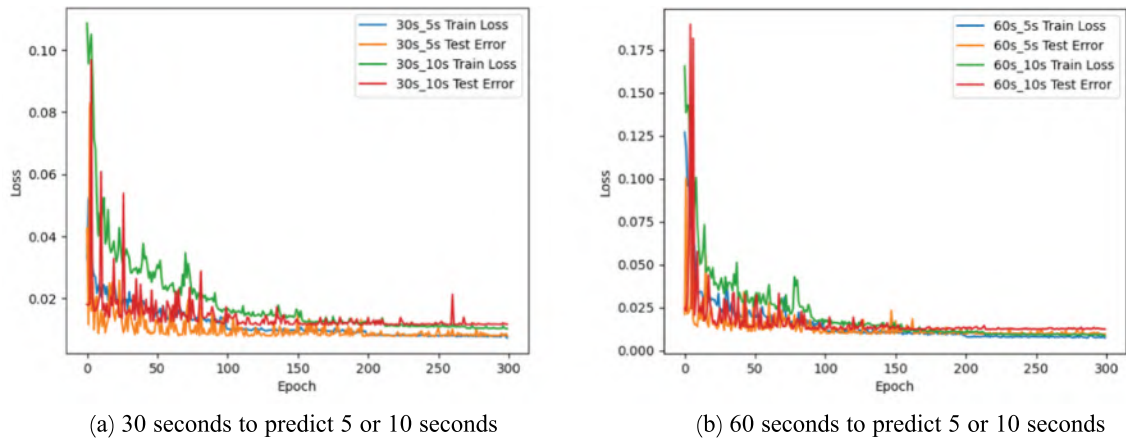 0.10
0.08
0.06
0.04
0.02
Loss
0 50 100 150 200 250 300
Epoch
30s_5s Train Loss
30s_5s Test Error
30s_10s Train Loss
30s_10s Test Error
(a) 30 seconds to predict 5 or 10 seconds
0.175
0.150
0.125
0.100
0.075
0.050
0.025
0.000
Loss
0 50 100 150 200 250 300
Epoch
60s_5s Train Loss
60s_5s Test Error
60s_10s Train Loss
60s_10s Test Error
(b) 60 seconds to predict 5 or 10 seconds